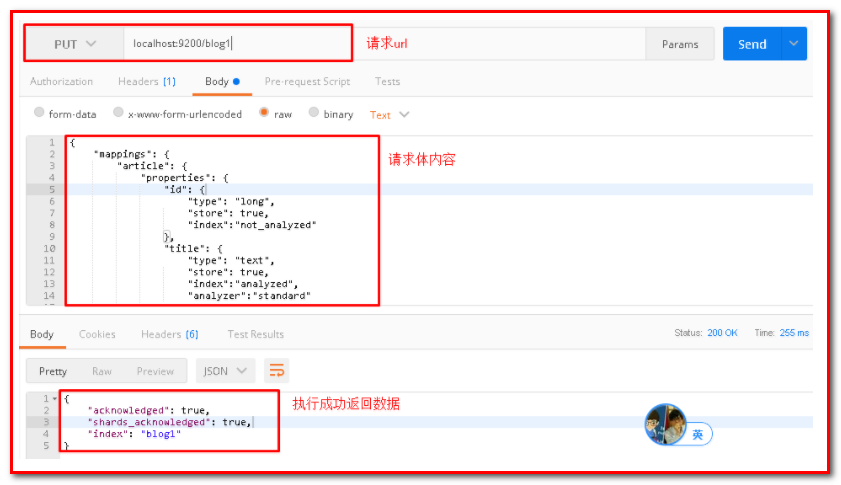 PUT localhost:9200/blog1 请求url Params Send
Authorization Headers [1] Body Pre-request Script Tests
form-data x-www-form-urlencoded raw binary Text
1 {
2 "mappings": {
3 "article": {
4 "properties": {
5 "id": {
6 "type": "long",
7 "store": true,
8 "index":"not_analyzed"
9 },
10 "title": {
11 "type": "text",
12 "store": true,
13 "index":"analyzed",
14 "analyzer":"standard"
请求体内容
Body Cookies Headers [6] Test Results Status: 200 OK Time: 255 ms
Pretty Raw Preview JSON
执行成功返回数据
1 {
2 "acknowledged": true,
3 "shards_acknowledged": true,
4 "index": "blog1"
5 }
英